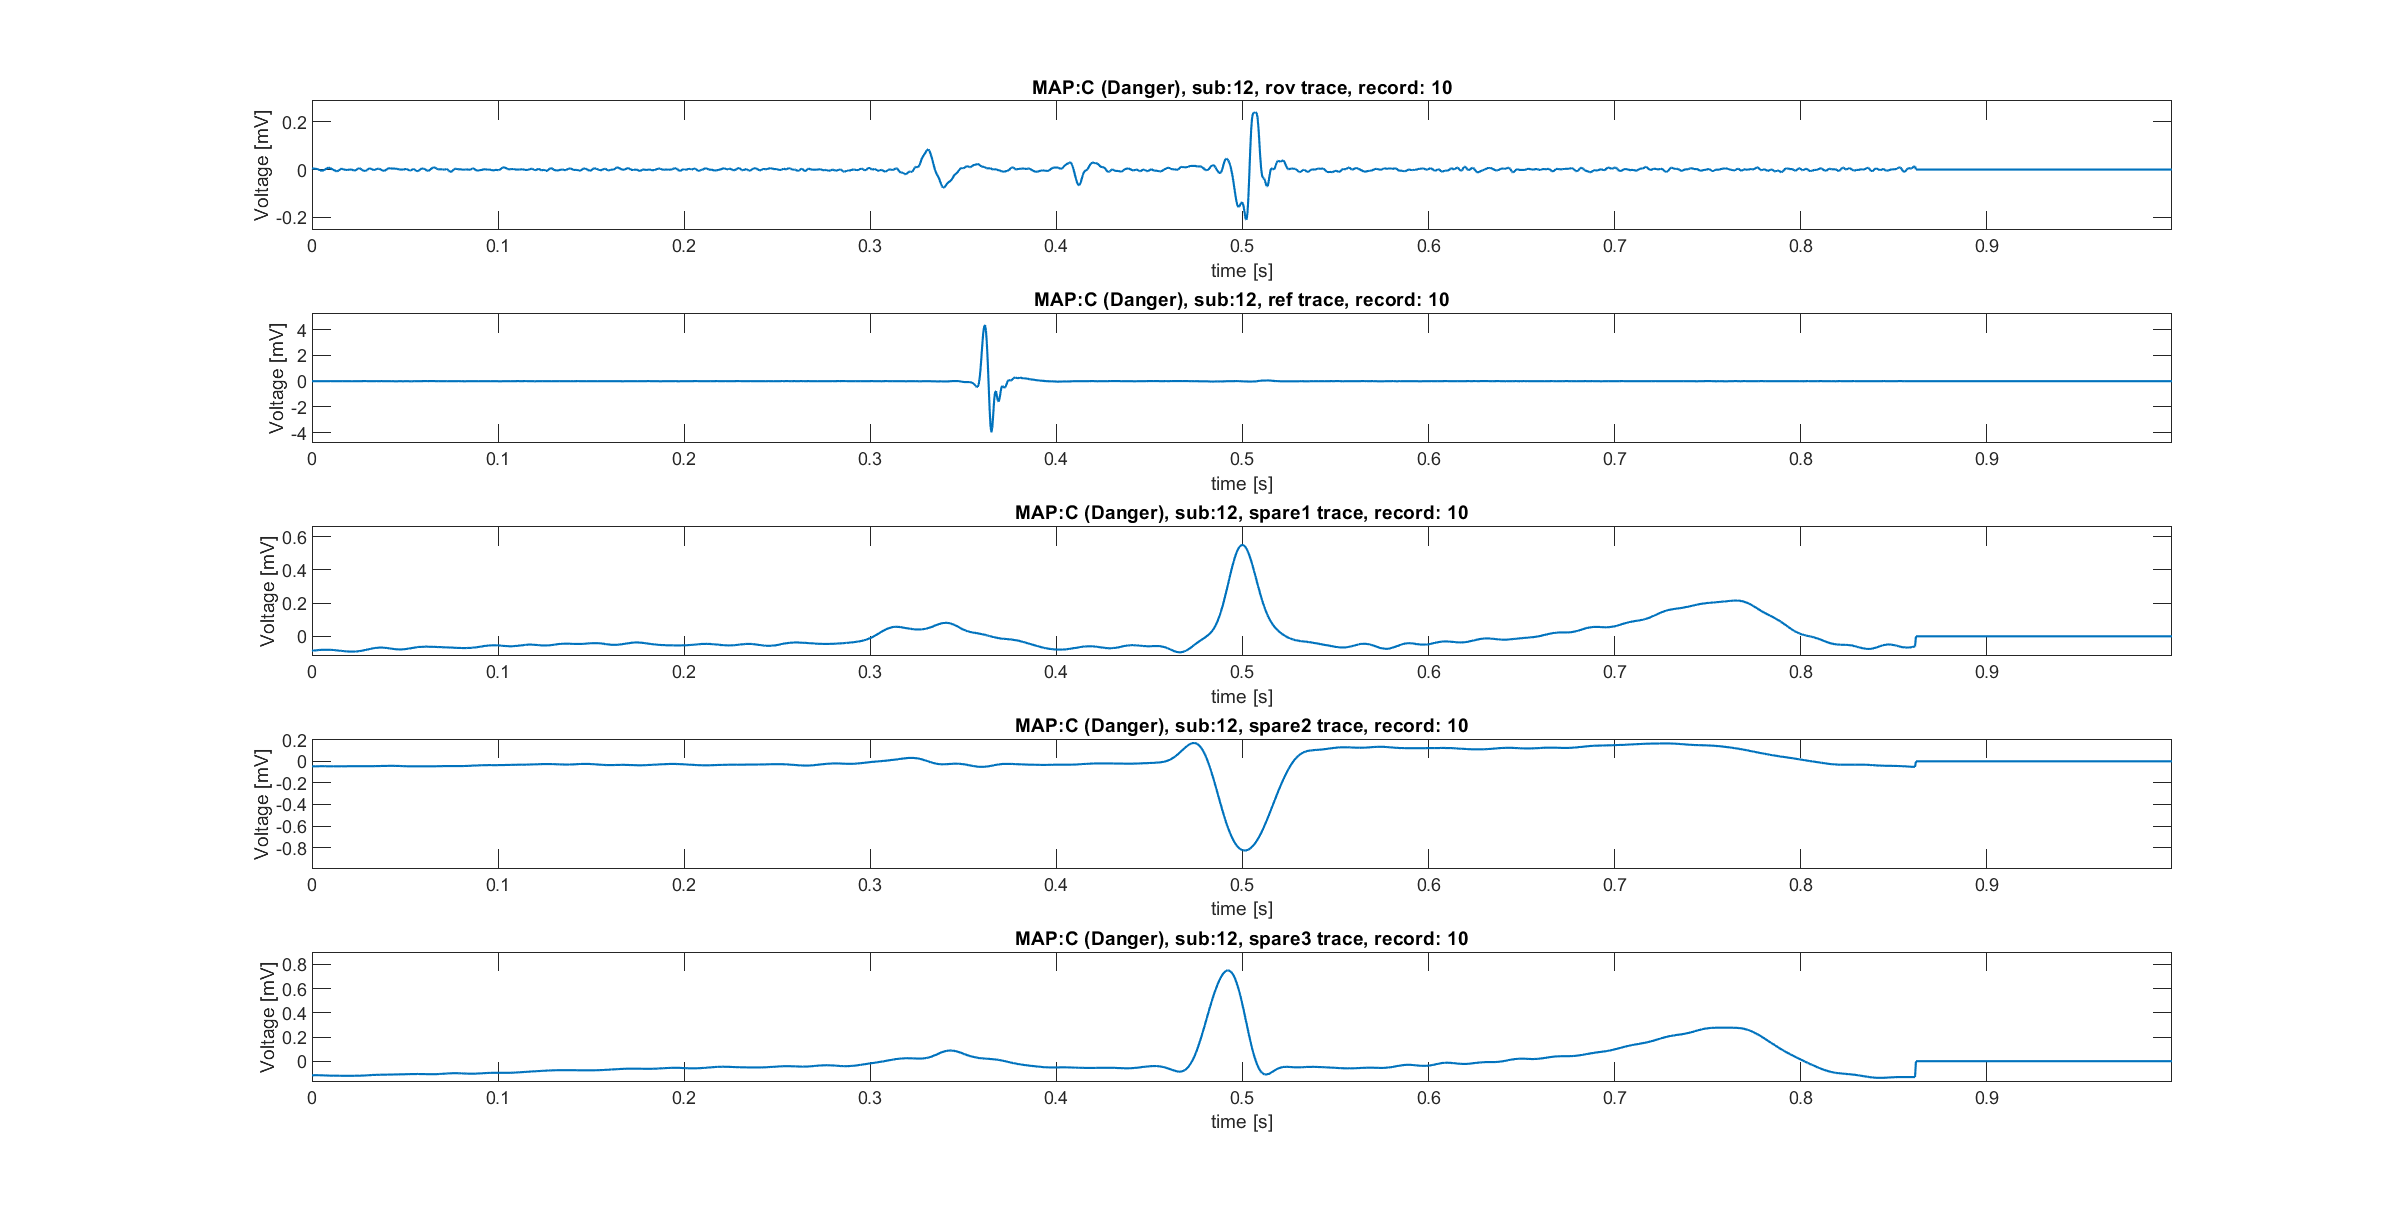 MAP:C (Danger), sub:12, rov trace, record: 10
Voltage [mV]
0.2
0
-0.2
0 0.1 0.2 0.3 0.4 0.5 0.6 0.7 0.8 0.9
time [s]
MAP:C (Danger), sub:12, ref trace, record: 10
Voltage [mV]
4
2
0
-2
-4
0 0.1 0.2 0.3 0.4 0.5 0.6 0.7 0.8 0.9
time [s]
MAP:C (Danger), sub:12, spare1 trace, record: 10
Voltage [mV]
0.6
0.4
0.2
0
0 0.1 0.2 0.3 0.4 0.5 0.6 0.7 0.8 0.9
time [s]
MAP:C (Danger), sub:12, spare2 trace, record: 10
Voltage [mV]
0.2
0
-0.2
-0.4
-0.6
-0.8
0 0.1 0.2 0.3 0.4 0.5 0.6 0.7 0.8 0.9
time [s]
MAP:C (Danger), sub:12, spare3 trace, record: 10
Voltage [mV]
0.8
0.6
0.4
0.2
0
0 0.1 0.2 0.3 0.4 0.5 0.6 0.7 0.8 0.9
time [s]